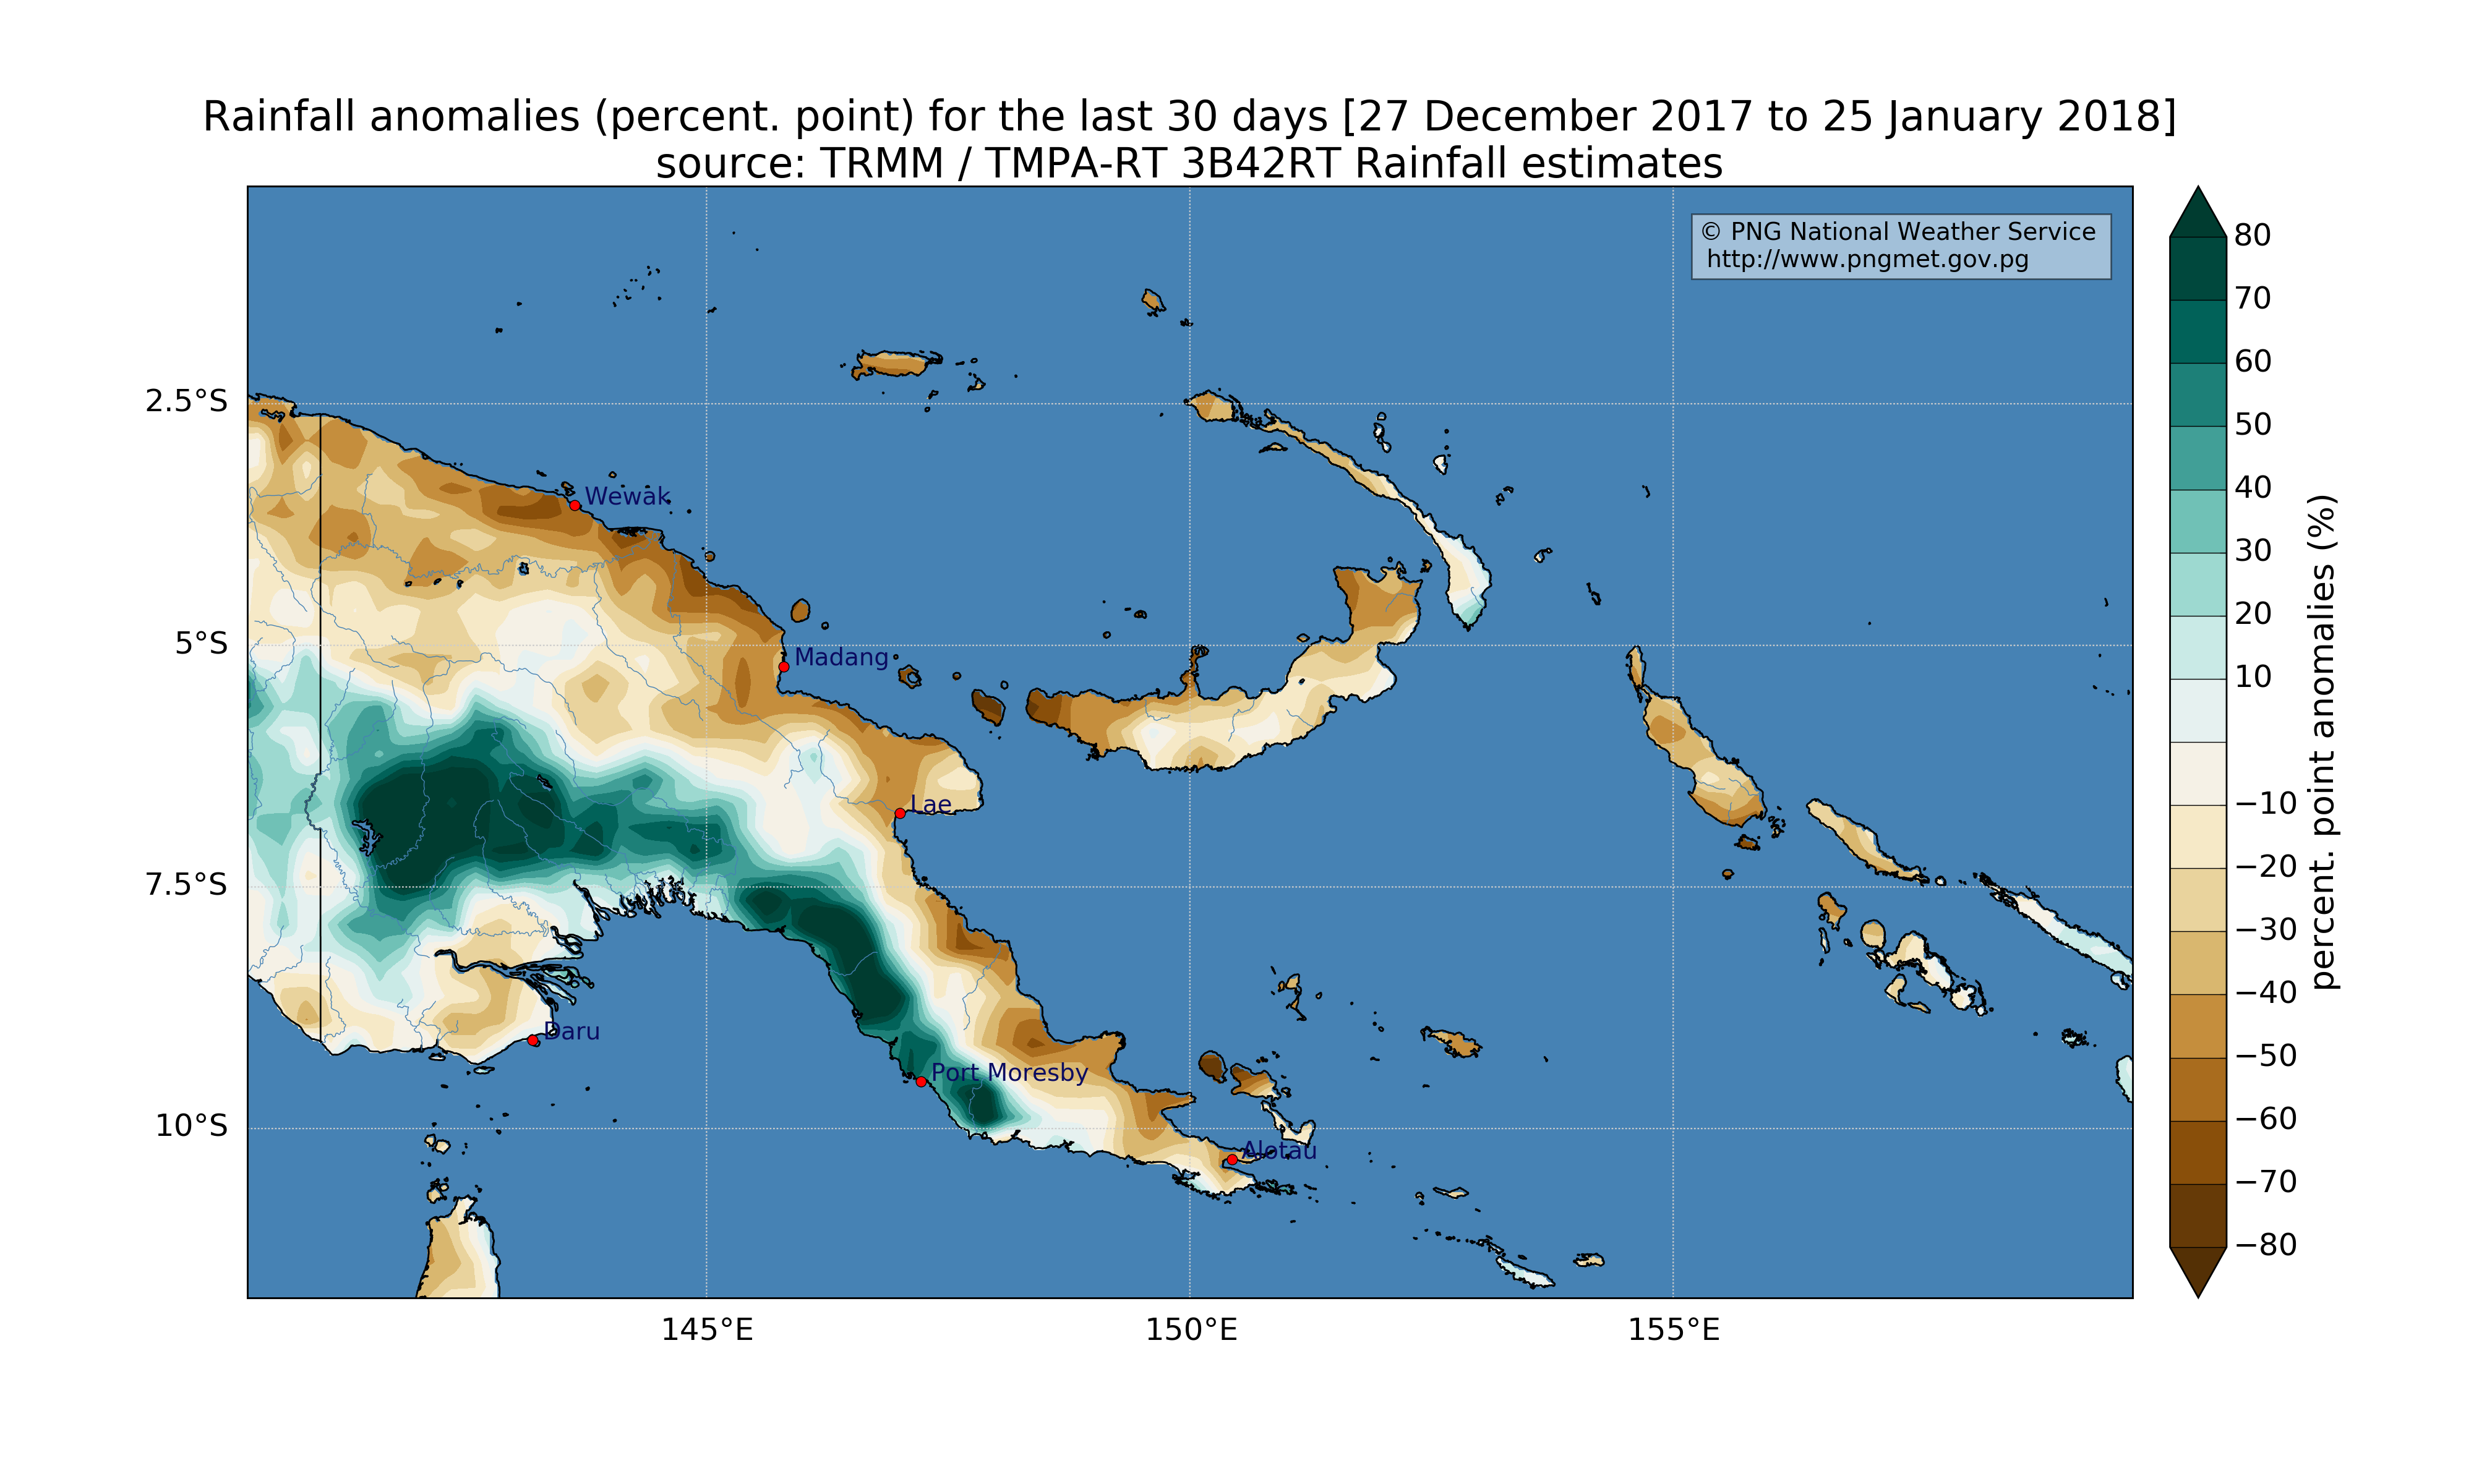 Rainfall anomalies (percent. point) for the last 30 days [27 December 2017 to 25 January 2018]
source: TRMM / TMPA-RT 3B42RT Rainfall estimates
© PNG National Weather Service
http://www.pngmet.gov.pg
2.5°S
5°S
7.5°S
10°S
145°E
150°E
155°E
Wewak
Madang
Lae
Daru
Port Moresby
Alotau
80
70
60
50
40
30
20
10
−10
−20
−30
−40
−50
−60
−70
−80
percent. point anomalies (%)